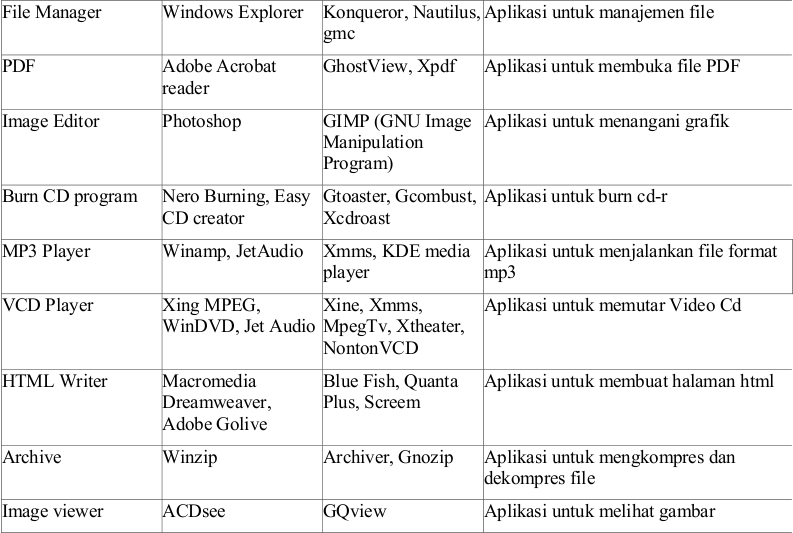 File Manager
Windows Explorer
Konqueror, Nautilus,
gmc
Aplikasi untuk manajemen file
PDF
Adobe Acrobat
reader
GhostView, Xpdf
Aplikasi untuk membuka file PDF
Image Editor
Photoshop
GIMP (GNU Image
Manipulation
Program)
Aplikasi untuk menangani grafik
Burn CD program
Nero Burning, Easy
CD creator
Gtoaster, Gcombust,
Xcdroast
Aplikasi untuk burn cd-r
MP3 Player
Winamp, JetAudio
Xmms, KDE media
player
Aplikasi untuk menjalankan file format
mp3
VCD Player
Xing MPEG,
WinDVD, Jet Audio
Xine, Xmms,
MpegTv, Xtheater,
NontonVCD
Aplikasi untuk memutar Video Cd
HTML Writer
Macromedia
Dreamweaver,
Adobe Golive
Blue Fish, Quanta
Plus, Screem
Aplikasi untuk membuat halaman html
Archive
Winzip
Archiver, Gnozip
Aplikasi untuk mengkompres dan
dekompres file
Image viewer
ACDsee
GQview
Aplikasi untuk melihat gambar